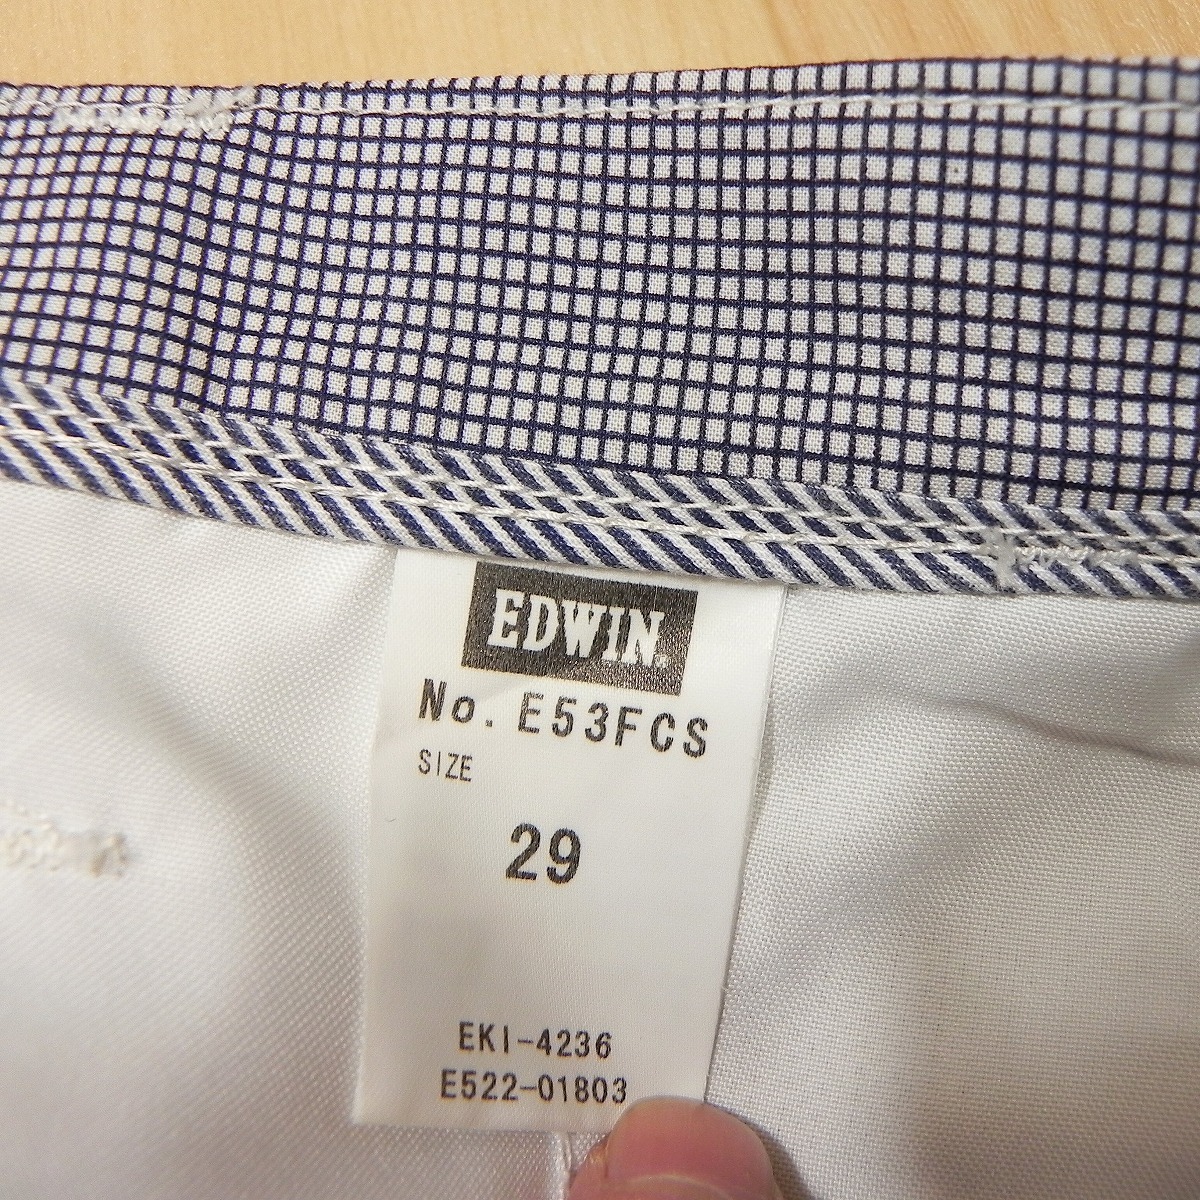 EDWIN.
No. E53FCS
SIZE
29
EKI-4236
E522-01803